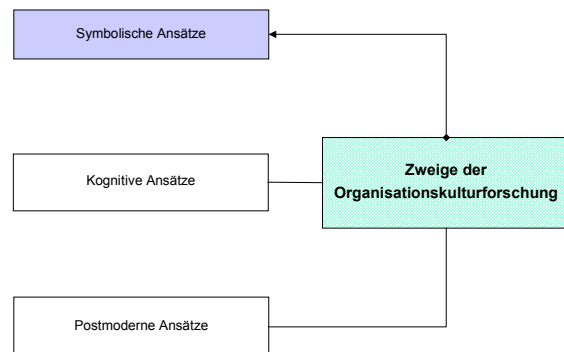 Symbolische Ansätze
Kognitive Ansätze
Zweige der
Organisationskulturforschung
Postmoderne Ansätze